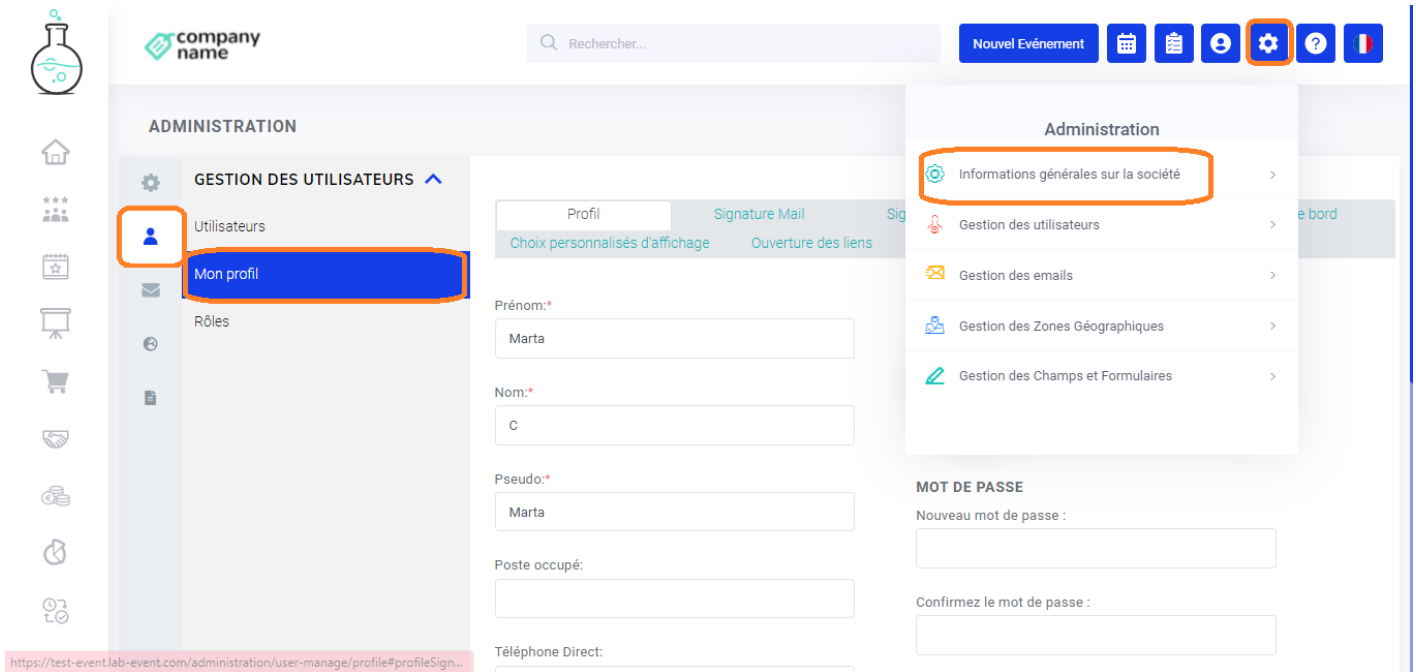 company
name
Rechercher...
Nouvel Evénement
ADMINISTRATION
GESTION DES UTILISATEURS
Utilisateurs
Mon profil
Rôles
Profil
Signature Mail
Sig
e bord
Choix personnalisés d'affichage
Ouverture des liens
Administration
Informations générales sur la société
Gestion des utilisateurs
Gestion des emails
Gestion des Zones Géographiques
Gestion des Champs et Formulaires
Prénom:*
Marta
Nom:*
C
Pseudo:*
Marta
Poste occupé:
Téléphone Direct:
MOT DE PASSE
Nouveau mot de passe :
Confirmez le mot de passe :
https://test-event.lab-event.com/administration/user-manage/profile#profileSign...